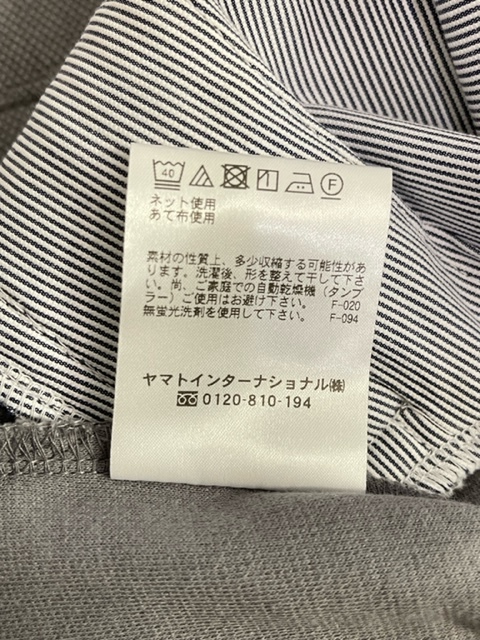 40 F
ネット使用
あて布使用
素材の性質上、多少収縮する可能性があ
ります。洗濯後、形を整えて干して下さ
い。尚、ご家庭での自動乾燥機（タンブ
ラー）ご使用はお避け下さい。 F-020
無蛍光洗剤を使用して下さい。 F-094
ヤマトインターナショナル㈱
0120-810-194